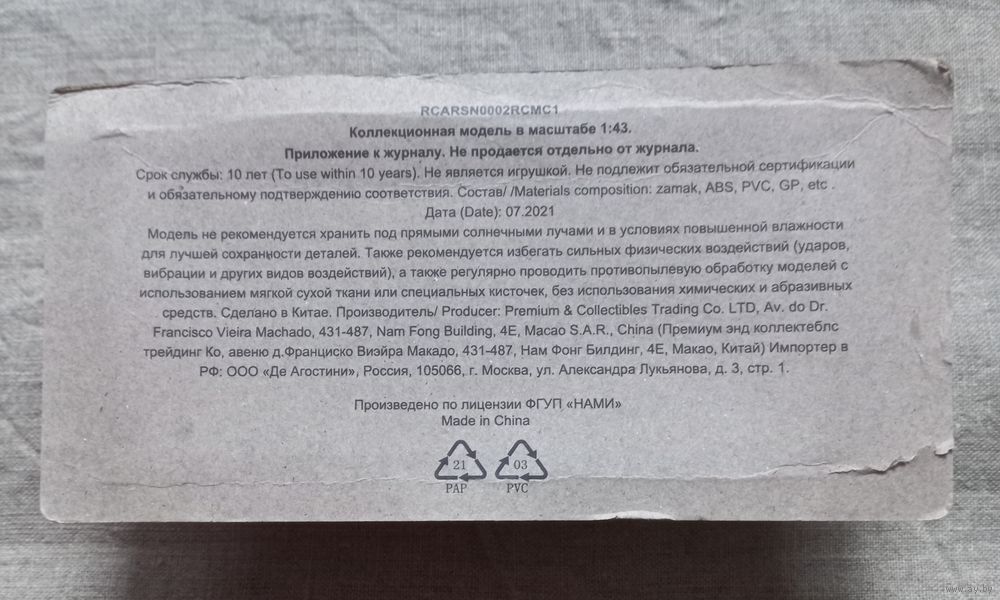 RCARSN0002RCMC1
Коллекционная модель в масштабе 1:43.
Приложение к журналу. Не продается отдельно от журнала.
Срок службы: 10 лет (To use within 10 years). Не является игрушкой. Не подлежит обязательной сертификации
и обязательному подтверждению соответствия. Состав/ /Materials composition: zamak, ABS, PVC, GP, etc .
Дата (Date): 07.2021
Модель не рекомендуется хранить под прямыми солнечными лучами и в условиях повышенной влажности
для лучшей сохранности деталей. Также рекомендуется избегать сильных физических воздействий (ударов,
вибрации и других видов воздействий), а также регулярно проводить противопылевую обработку моделей с
использованием мягкой сухой ткани или специальных кисточек, без использования химических и абразивных
средств. Сделано в Китае. Производитель/ Producer: Premium & Collectibles Trading Co. LTD, Av. do Dr.
Francisco Vieira Machado, 431-487, Nam Fong Building, 4E, Macao S.A.R., China (Премиум энд коллектеблс
трейдинг Ко, авеню д.Франциско Виэйра Макадо, 431-487, Нам Фонг Билдинг, 4Е, Макао, Китай) Импортер в
РФ: ООО «Де Агостини», Россия, 105066, г. Москва, ул. Александра Лукьянова, д. 3, стр. 1.
Произведено по лицензии ФГУП «НАМИ»
Made in China
21 03
PAP PVC
www.ay.by